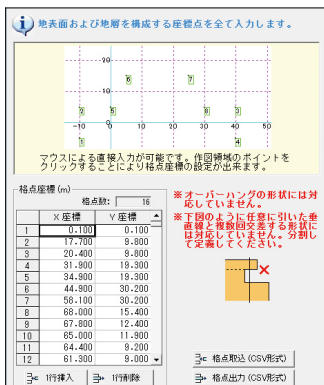 地表面および地層を構成する座標点を全て入力します。
20
6 7
10
9 5 8 3
-10 0 10 20 30 40 50
1 4
マウスによる直接入力が可能です。作図領域のポイントを
クリックすることにより格点座標の設定が出来ます。
格点座標 (m)
格点数: 16
X 座標 Y 座標
1 0.100 0.100
2 17.700 9.800
3 20.400 9.800
4 31.900 19.300
5 34.900 19.300
6 44.900 30.200
7 58.100 30.200
8 68.000 15.400
9 67.800 12.400
10 65.000 11.900
11 64.400 9.200
12 61.300 9.000
※オーバーハングの形状には対
応していません。
※下図のように任意に引いた垂
直線と複数回交差する形状に
は対応していません。分割し
て定義してください。
1行挿入 1行削除
格点取込 (CSV形式)
格点出力 (CSV形式)